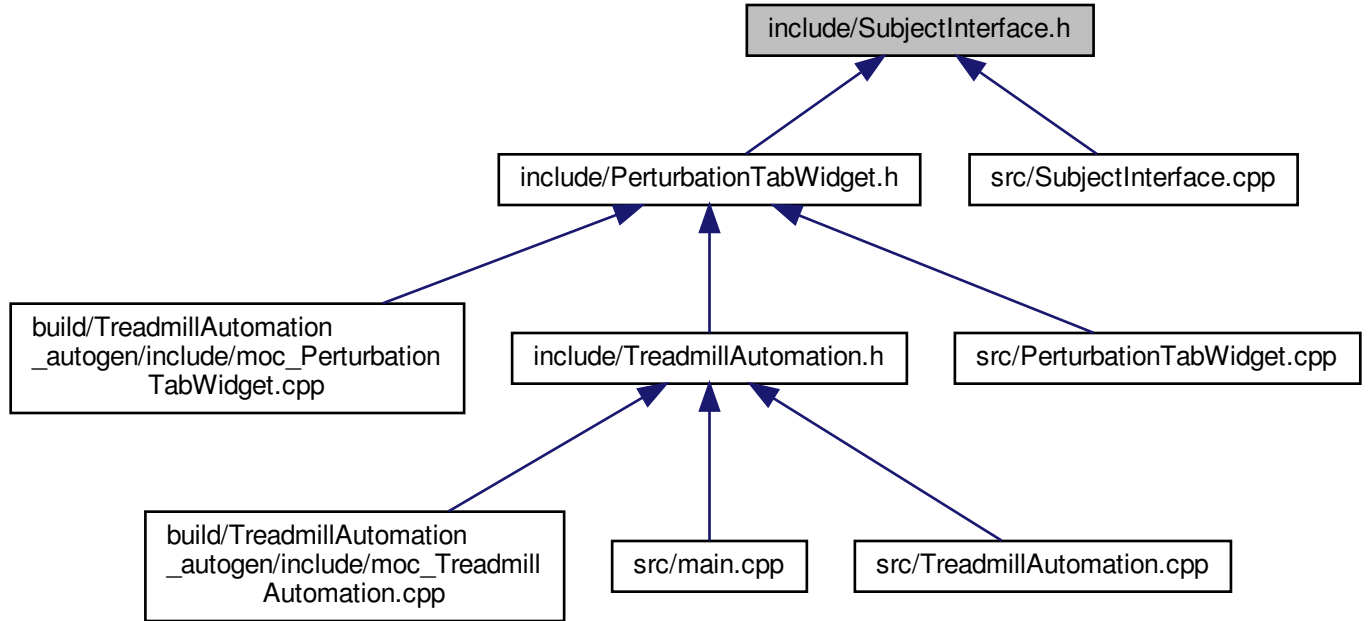 include/SubjectInterface.h
include/PerturbationTabWidget.h
src/SubjectInterface.cpp
build/TreadmillAutomation
_autogen/include/moc_Perturbation
TabWidget.cpp
include/TreadmillAutomation.h
src/PerturbationTabWidget.cpp
build/TreadmillAutomation
_autogen/include/moc_Treadmill
Automation.cpp
src/main.cpp
src/TreadmillAutomation.cpp